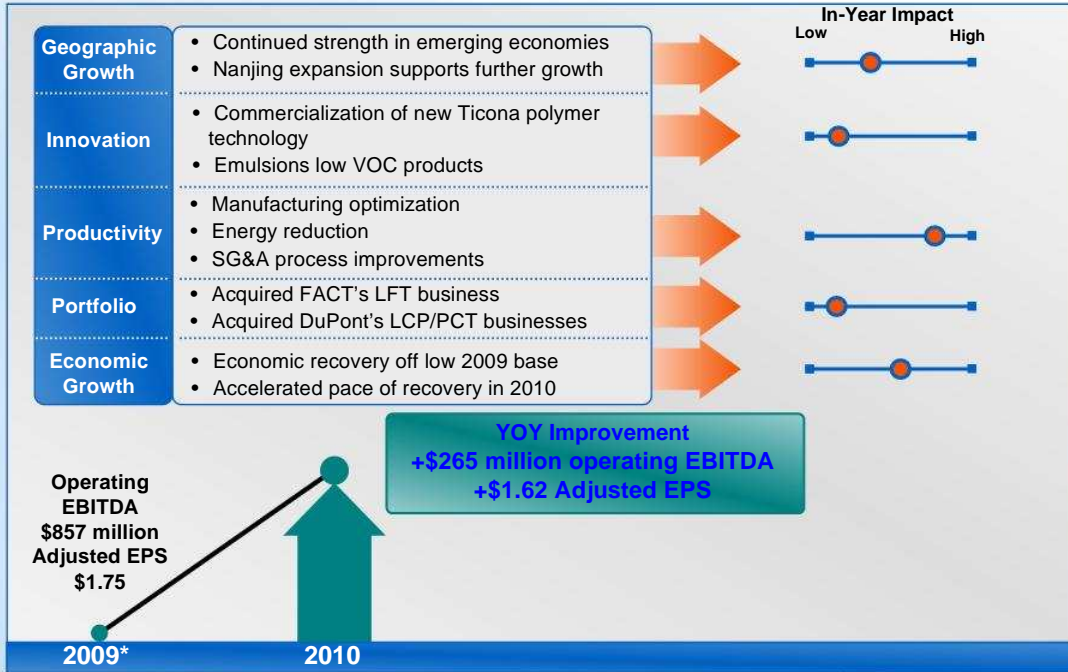 In-Year Impact
Low
High
Geographic
Growth
• Continued strength in emerging economies
• Nanjing expansion supports further growth
Innovation
• Commercialization of new Ticona polymer
technology
• Emulsions low VOC products
Productivity
• Manufacturing optimization
• Energy reduction
• SG&A process improvements
Portfolio
• Acquired FACT's LFT business
• Acquired DuPont's LCP/PCT businesses
Economic
Growth
• Economic recovery off low 2009 base
• Accelerated pace of recovery in 2010
YOY Improvement
+$265 million operating EBITDA
+$1.62 Adjusted EPS
Operating
EBITDA
$857 million
Adjusted EPS
$1.75
2009*
2010